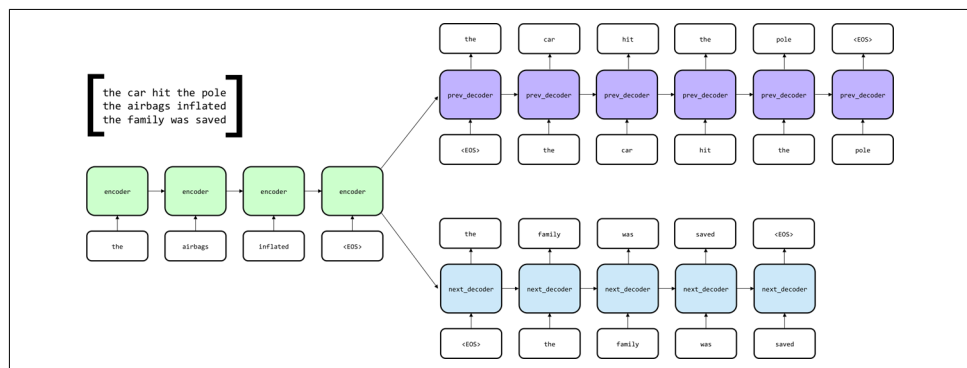 the car hit the pole
the airbags inflated
the family was saved
encoder encoder encoder encoder
the airbags inflated <EOS>
the car hit the pole <EOS>
prev_decoder prev_decoder prev_decoder prev_decoder prev_decoder prev_decoder
<EOS> the car hit the pole
the family was saved <EOS>
next_decoder next_decoder next_decoder next_decoder next_decoder
<EOS> the family was saved